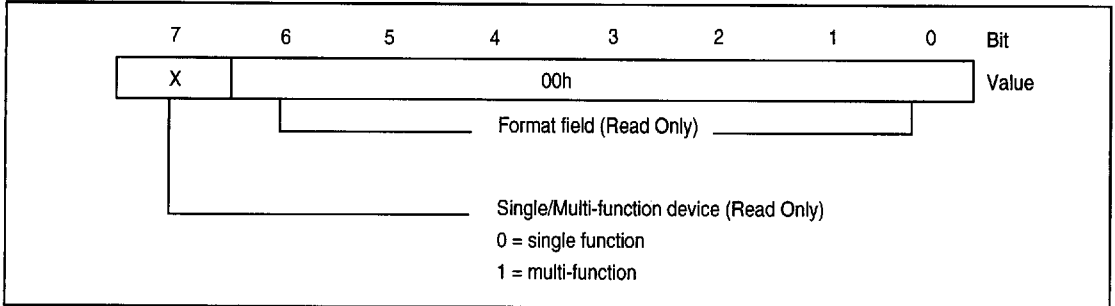 7 6 5 4 3 2 1 0 Bit
X 00h Value
Format field (Read Only)
Single/Multi-function device (Read Only)
0 = single function
1 = multi-function